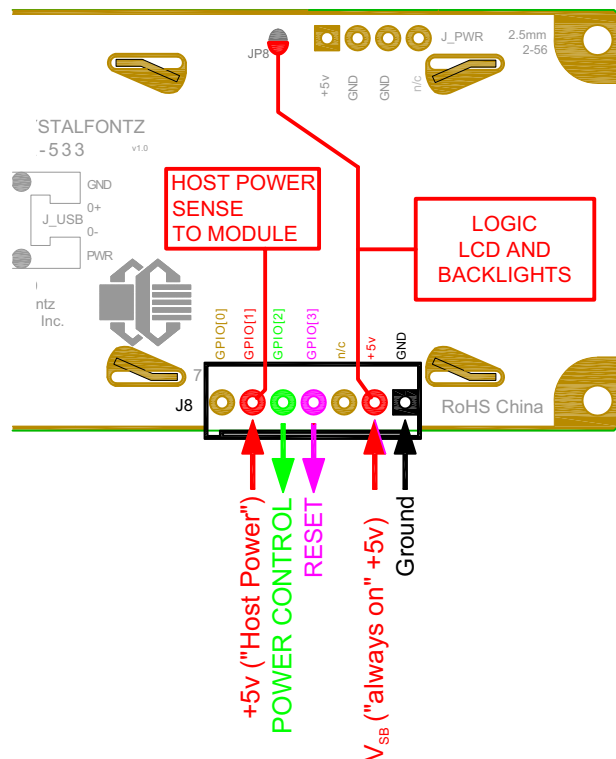 JP8
J_PWR
2.5mm
2-56
+5v
GND
GND
n/c
STALFONTZ
-533
v1.0
GND
J_USB
0+
0-
PWR
ntz
Inc.
HOST POWER
SENSE
TO MODULE
LOGIC
LCD AND
BACKLIGHTS
GPIO[0]
GPIO[1]
GPIO[2]
GPIO[3]
n/c
+5v
GND
7
J8
RoHS China
+5v ("Host Power")
POWER CONTROL
RESET
VSB ("always on" +5v)
Ground